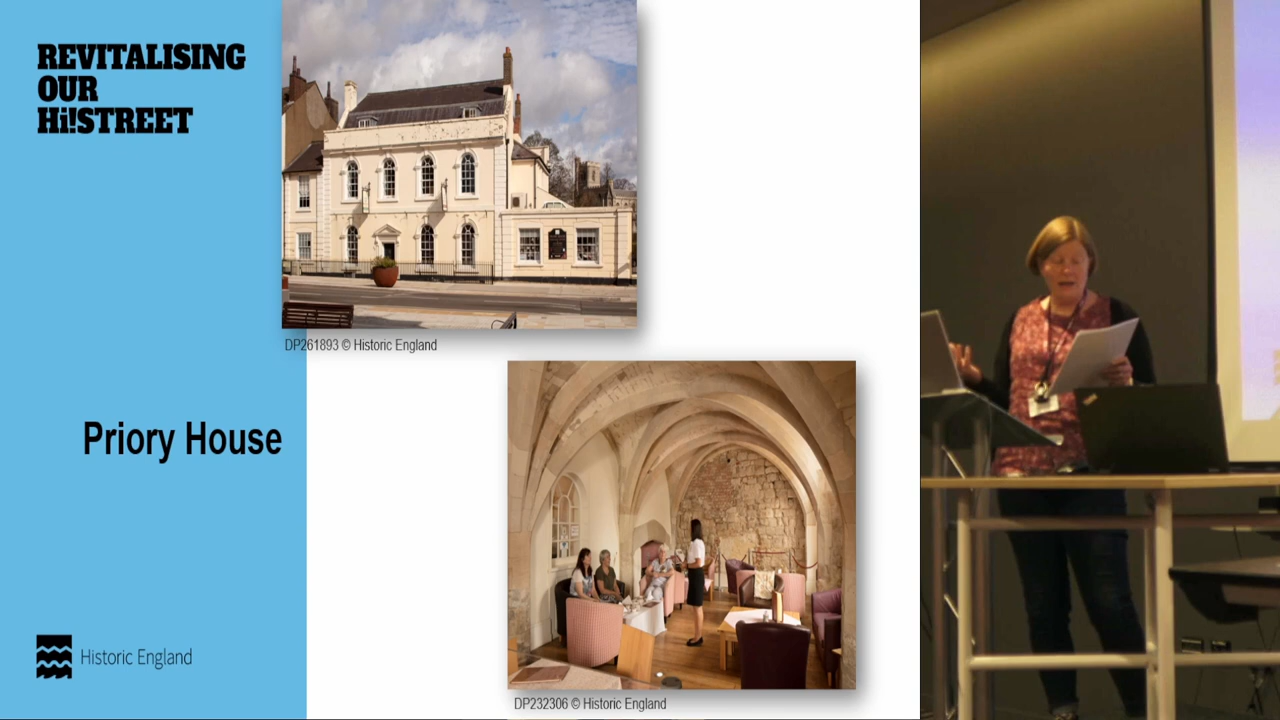 REVITALISING
OUR
Hi!STREET
DP261893 © Historic England
Priory House
DP232306 © Historic England
Historic England